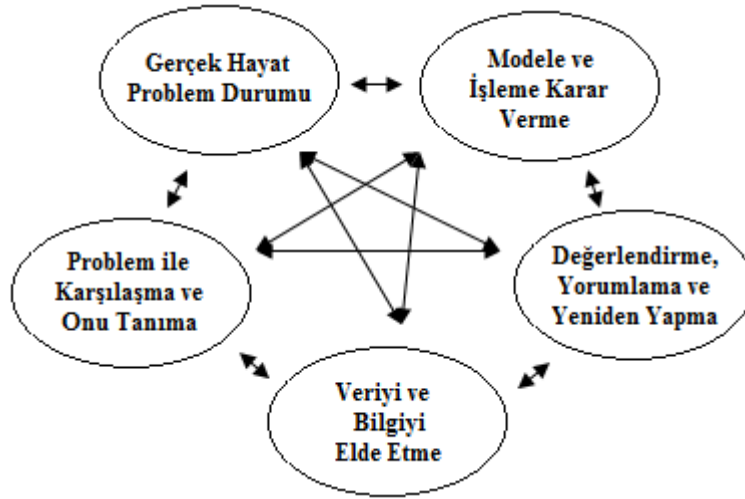 Gerçek Hayat
Problem Durumu
Modele ve
İşleme Karar
Verme
Problem ile
Karşılaşma ve
Onu Tanıma
Değerlendirme,
Yorumlama ve
Yeniden Yapma
Veriyi ve
Bilgiyi
Elde Etme